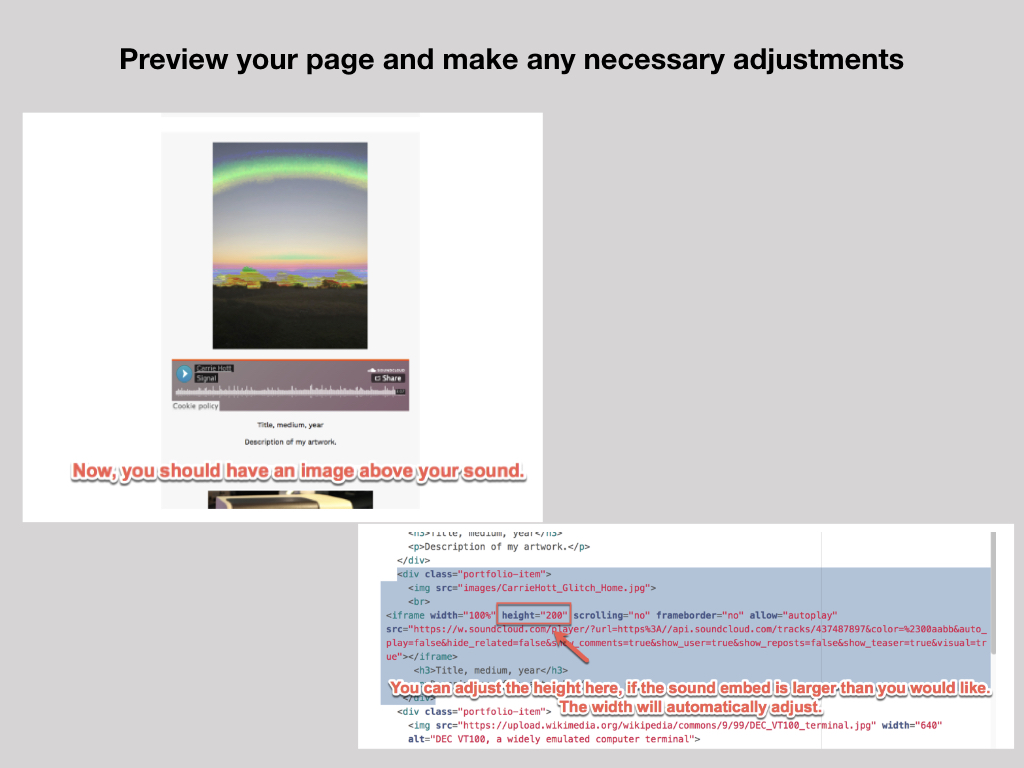 Preview your page and make any necessary adjustments
Carrie Hott
Signal
SOUNDCLOUD
Share
Cookie policy
Title, medium, year
Description of my artwork.
Now, you should have an image above your sound.
<h3>Title, medium, year</h3>
<p>Description of my artwork.</p>
</div>
<div class="portfolio-item">
<img src="images/CarrieHott_Glitch_Home.jpg">
<br>
<iframe width="100%" height="200" scrolling="no" frameborder="no" allow="autoplay"
src="https://w.soundcloud.com/player/?url=https%3A//api.soundcloud.com/tracks/437487897&color=%2300aabb&auto_
play=false&hide_related=false&show_comments=true&show_user=true&show_reposts=false&show_teaser=true&visual=tr
ue"></iframe>
<h3>Title, medium, year</h3>
You can adjust the height here, if the sound embed is larger than you would like.
The width will automatically adjust.
</div>
<div class="portfolio-item">
<img src="https://upload.wikimedia.org/wikipedia/commons/9/99/DEC_VT100_terminal.jpg" width="640"
alt="DEC VT100, a widely emulated computer terminal">